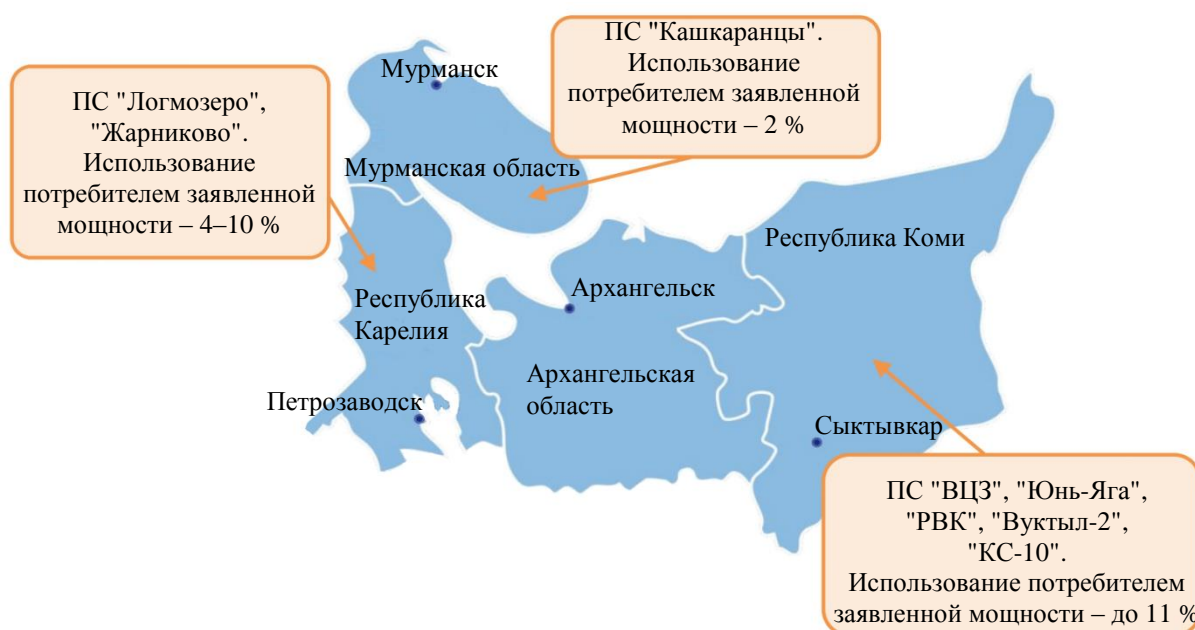 ПС "Кашкаранцы".
Использование
потребителем заявленной
мощности – 2 %
Мурманск
ПС "Логмозеро",
"Жарниково".
Использование
потребителем заявленной
мощности – 4–10 %
Мурманская область
Республика Коми
Архангельск
Республика
Карелия
Архангельская
область
Петрозаводск
Сыктывкар
ПС "ВЦЗ", "Юнь-Яга",
"РВК", "Вуктыл-2",
"КС-10".
Использование потребителем
заявленной мощности – до 11 %